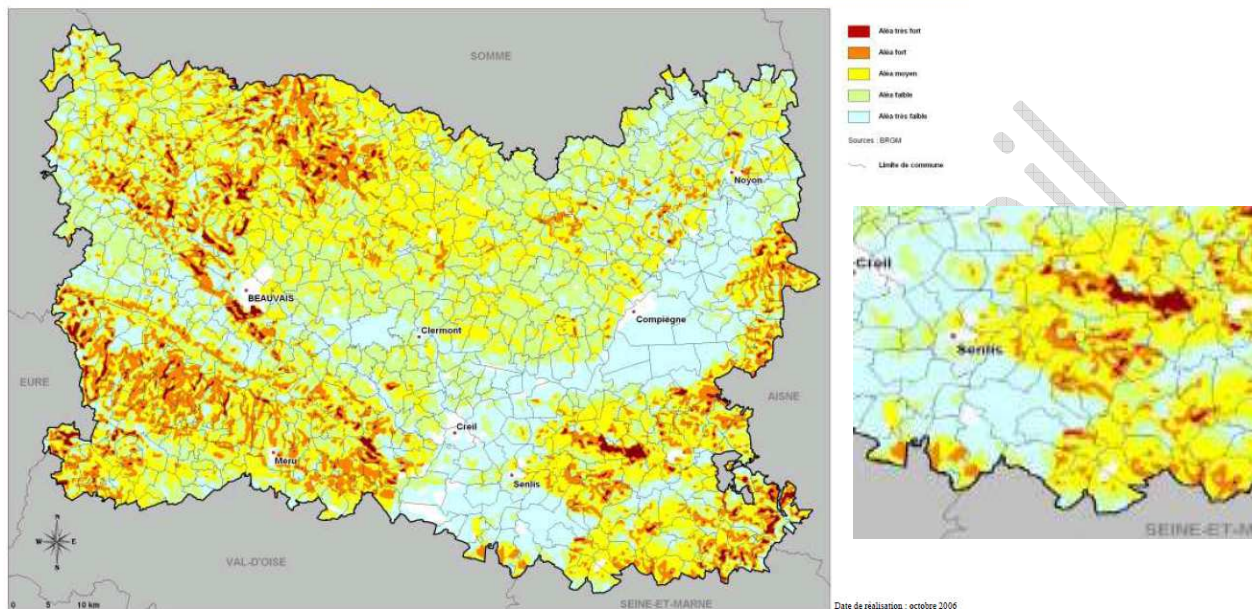 SOMME
Noyon
BEAUVAIS
Compiègne
Clermont
EURE
AISNE
Creil
Méru
Senlis
N
W E
S
VAL-D'OISE
SEINE-ET-MARNE
0 5 10 km
Aléa très fort
Aléa fort
Aléa moyen
Aléa faible
Aléa très faible
Sources : BRGM
Limite de commune
Creil
Senlis
SEINE-ET-M
Date de réalisation : octobre 2006